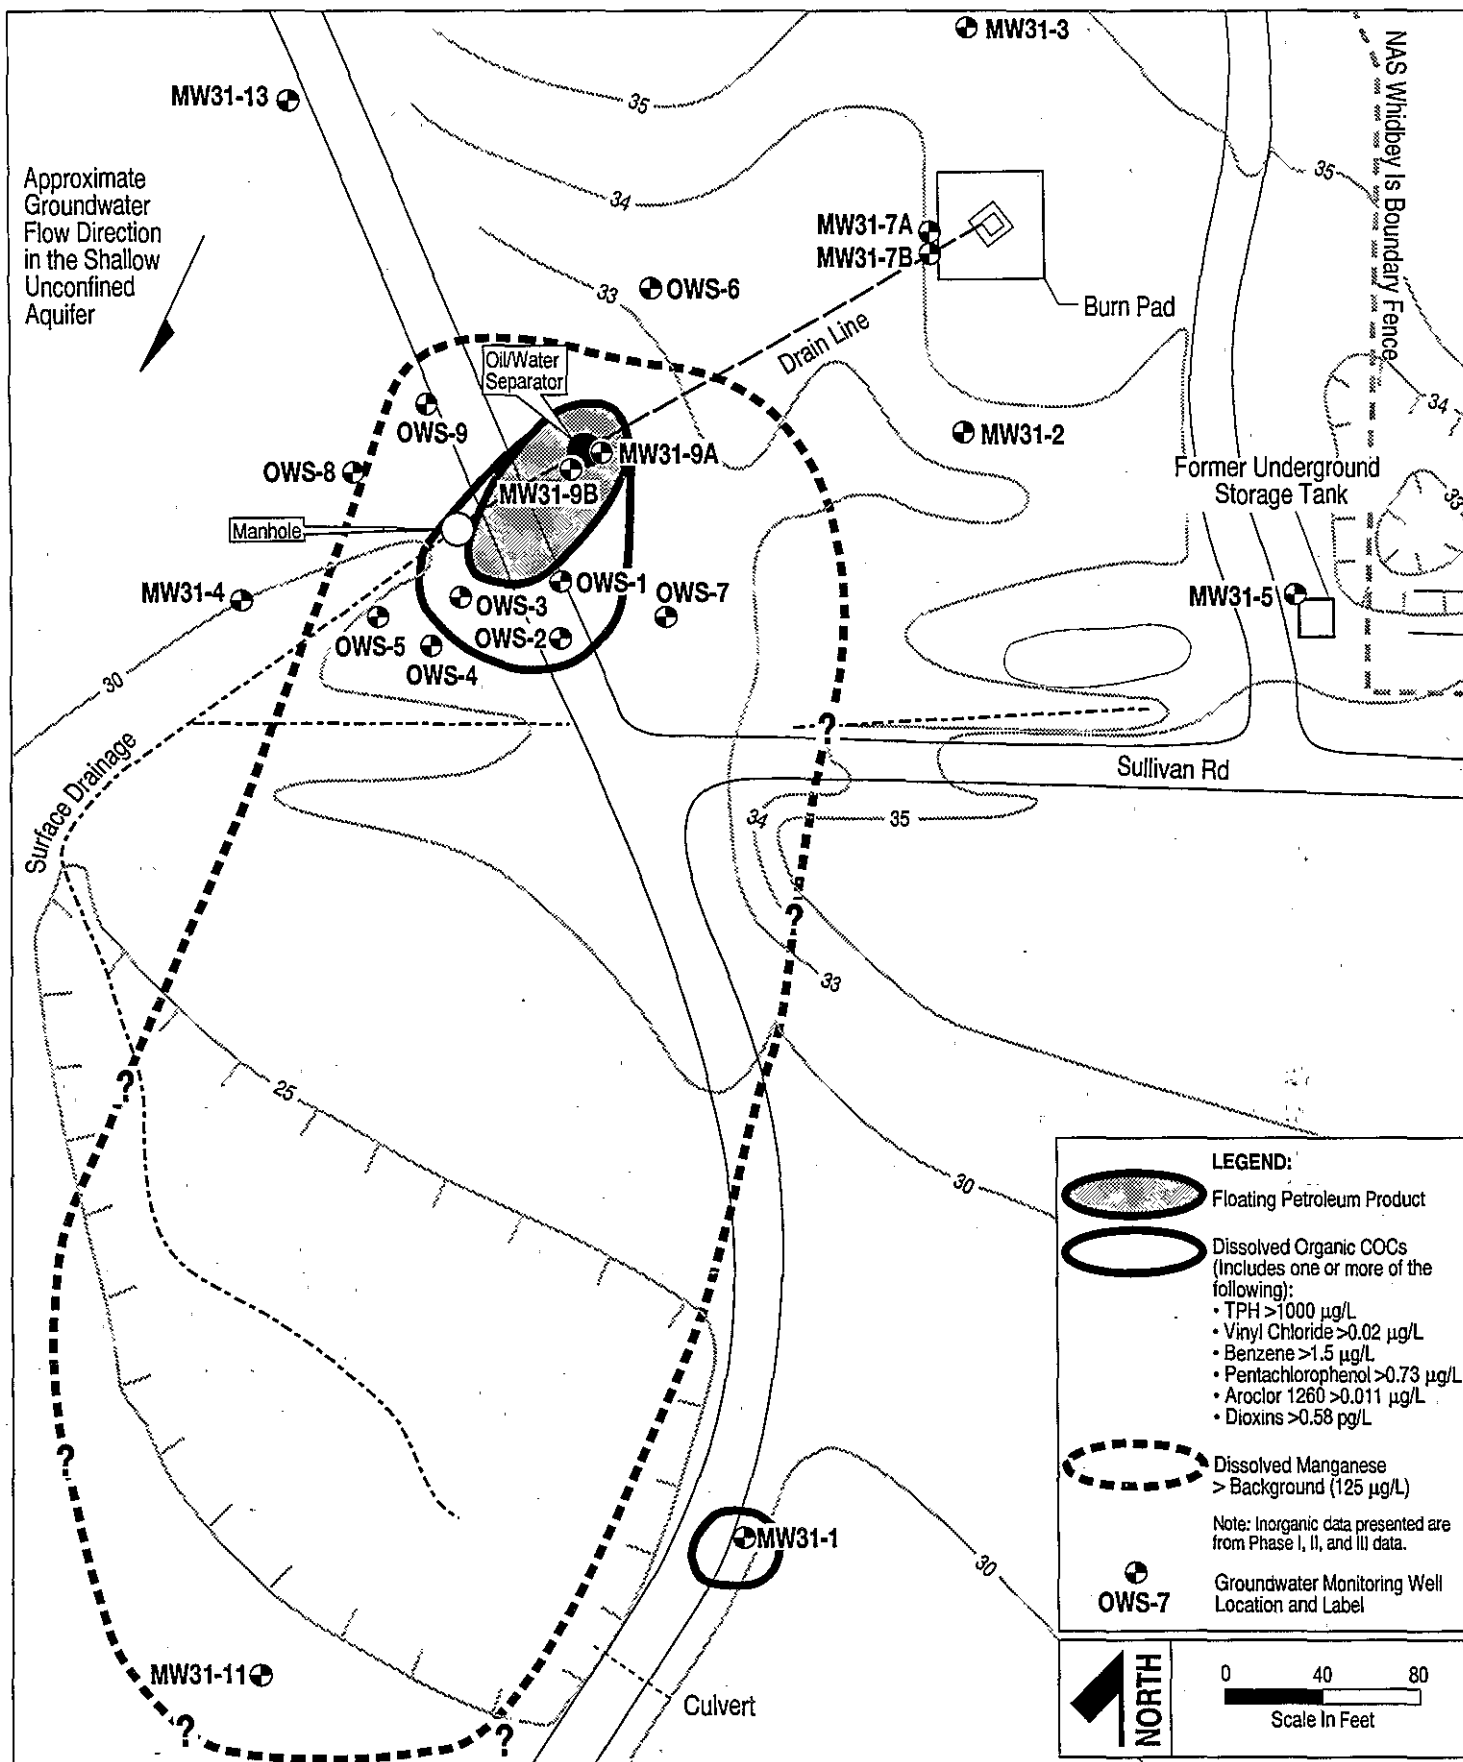 MW31-3
NAS Whidbey Is Boundary Fence
MW31-13
35
Approximate
Groundwater
Flow Direction
in the Shallow
Unconfined
Aquifer
35
34
MW31-7A
MW31-7B
33
OWS-6
Burn Pad
Drain Line
Oil/Water
Separator
OWS-9
34
MW31-2
OWS-8
MW31-9A
MW31-9B
Former Underground
Storage Tank
33
Manhole
MW31-4
OWS-1
OWS-3
OWS-7
MW31-5
OWS-5
OWS-2
OWS-4
30
?
Surface Drainage
Sullivan Rd
34
35
?
33
?
25
30
LEGEND:
Floating Petroleum Product
Dissolved Organic COCs
(Includes one or more of the
following):
• TPH >1000 µg/L
• Vinyl Chloride >0.02 µg/L
• Benzene >1.5 µg/L
• Pentachlorophenol >0.73 µg/L
• Aroclor 1260 >0.011 µg/L
• Dioxins >0.58 pg/L
Dissolved Manganese
> Background (125 µg/L)
Note: Inorganic data presented are
from Phase I, II, and III data.
OWS-7
Groundwater Monitoring Well
Location and Label
?
MW31-1
30
MW31-11
Culvert
?
?
NORTH
0 40 80
Scale In Feet